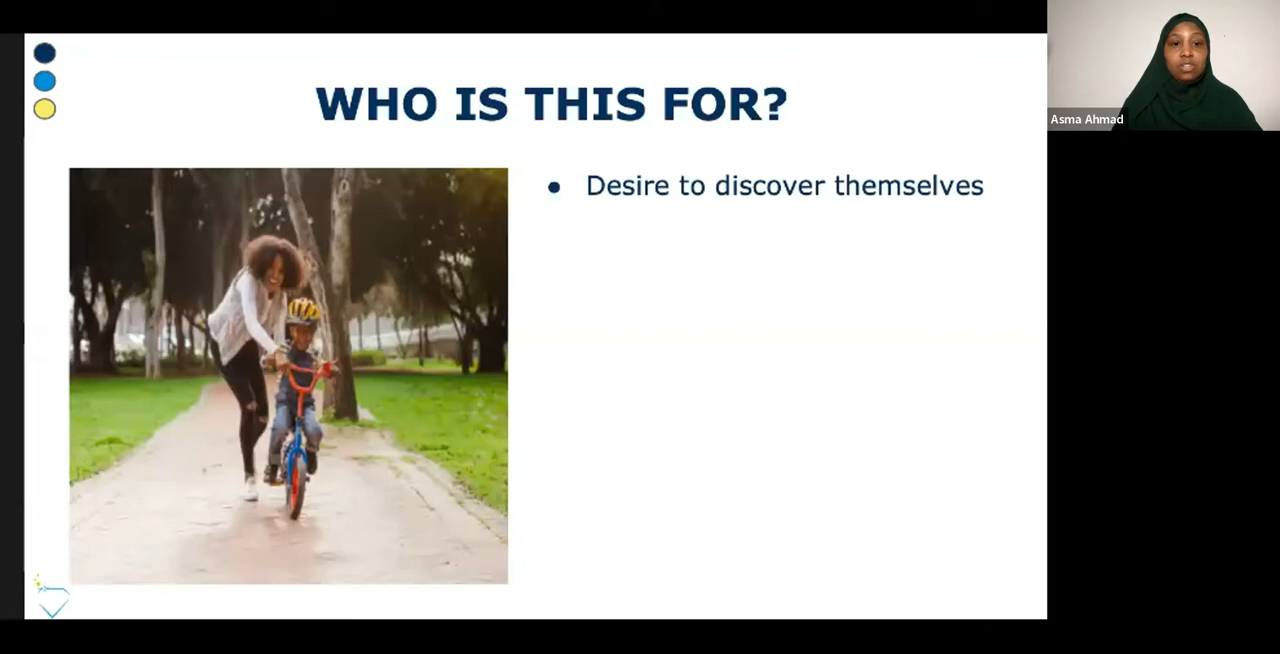 WHO IS THIS FOR?
● Desire to discover themselves
Asma Ahmad